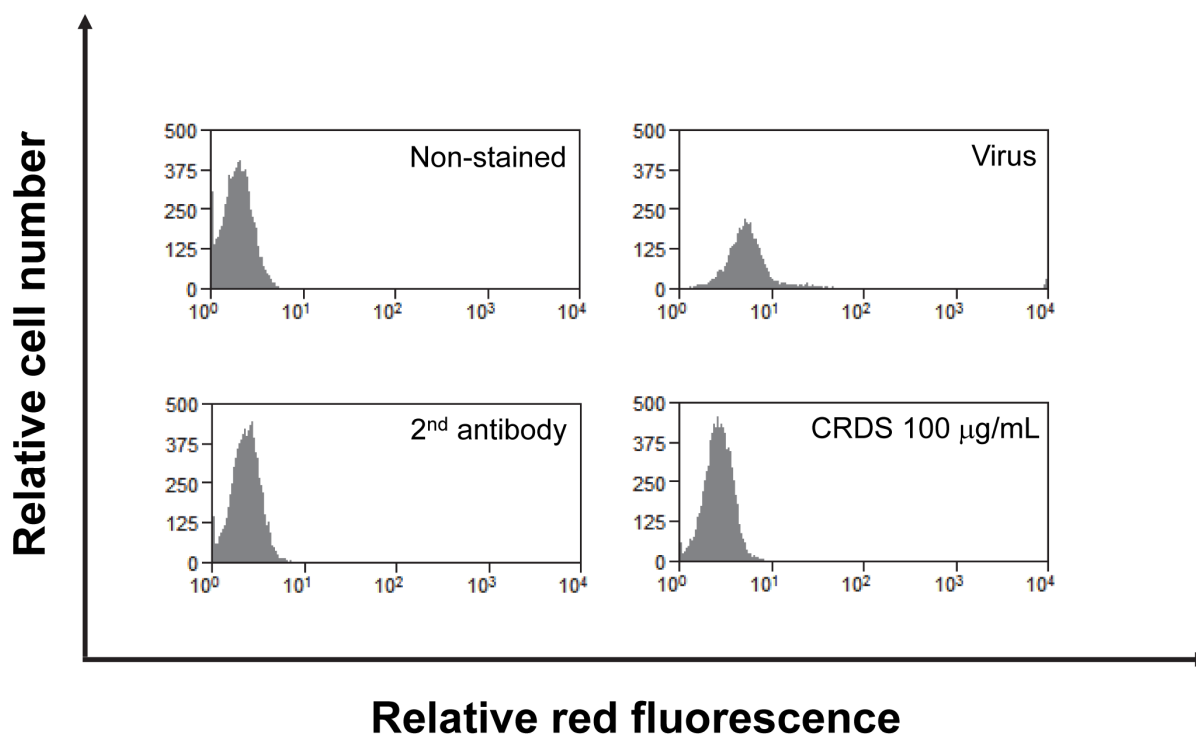 Relative cell number
Non-stained
500
375
250
125
0
10⁰ 10¹ 10² 10³ 10⁴
Virus
500
375
250
125
0
10⁰ 10¹ 10² 10³ 10⁴
2nd antibody
500
375
250
125
0
10⁰ 10¹ 10² 10³ 10⁴
CRDS 100 μg/mL
500
375
250
125
0
10⁰ 10¹ 10² 10³ 10⁴
Relative red fluorescence